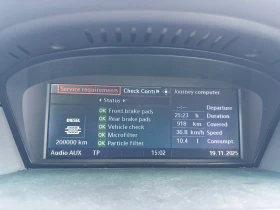 Service requirements Check Control Journey computer
Status
OK Front brake pads
OK Rear brake pads
OK Vehicle check
OK Microfilter
OK Particle filter
DIESEL
200000 km
--:-- Departure
25:23 h Duration
918 km Covered
36.8 km/h Speed
10.4 l Consumpt.
Audio AUX TP 15:02 19.11.2025